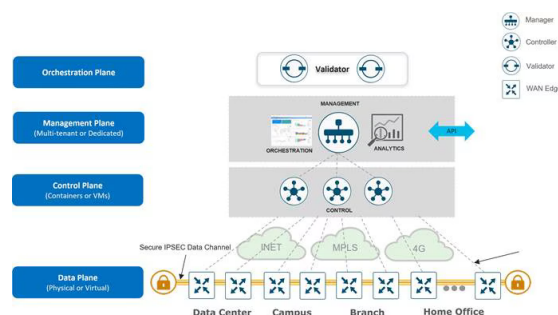 Manager
Controller
Validator
WAN Edg
Orchestration Plane
Validator
Management Plane
(Multi-tenant or Dedicated)
MANAGEMENT
ORCHESTRATION
ANALYTICS
API
Control Plane
(Containers or VMs)
CONTROL
Secure IPSEC Data Channel
INET
MPLS
4G
Data Plane
(Physical or Virtual)
Data Center
Campus
Branch
Home Office